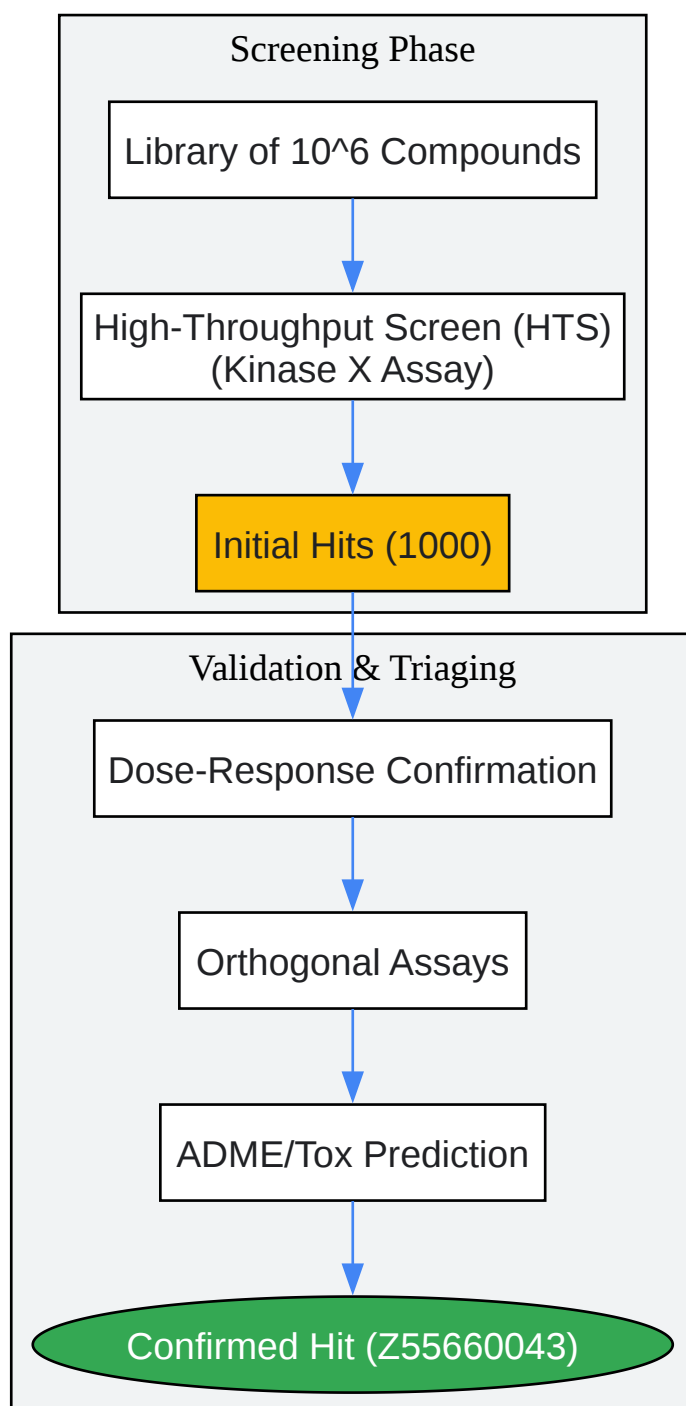 Screening Phase
Library of 10^6 Compounds
High-Throughput Screen (HTS)
(Kinase X Assay)
Initial Hits (1000)
Validation & Triaging
Dose-Response Confirmation
Orthogonal Assays
ADME/Tox Prediction
Confirmed Hit (Z55660043)